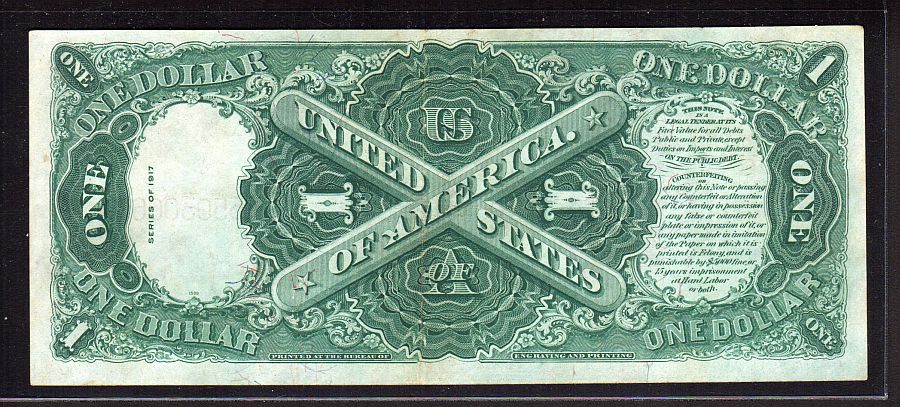 ONE
ONE DOLLAR
ONE DOLLAR
1
ONE
SERIES OF 1917
US
UNITED STATES
OF AMERICA.
1
1
OF
A
THIS NOTE
IS A
LEGAL TENDER AT ITS
Face Value for all Debts
Public and Private, except
Duties on Imports and Interest
ON THE PUBLIC DEBT.
COUNTERFEITING
or
altering this Note or passing
any Counterfeit or Alteration
of it, or having in possession
any false or counterfeit
plate or impression of it, or
any paper made in imitation
of the Paper on which it is
printed is Felony, and is
punishable by $5000 fine, or
15 years imprisonment
at Hard Labor
or both.
ONE
ONE DOLLAR
1
PRINTED AT THE BUREAU OF
ENGRAVING AND PRINTING
ONE DOLLAR
ONE